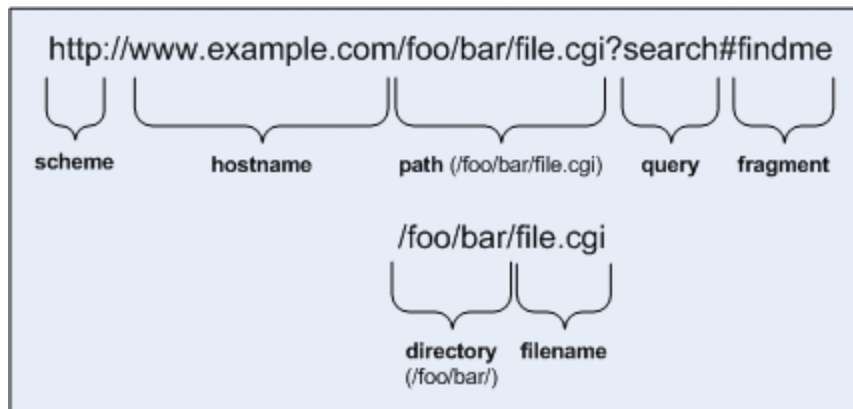 http://www.example.com/foo/bar/file.cgi?search#findme
scheme hostname path (/foo/bar/file.cgi) query fragment
/foo/bar/file.cgi
directory filename
(/foo/bar/)